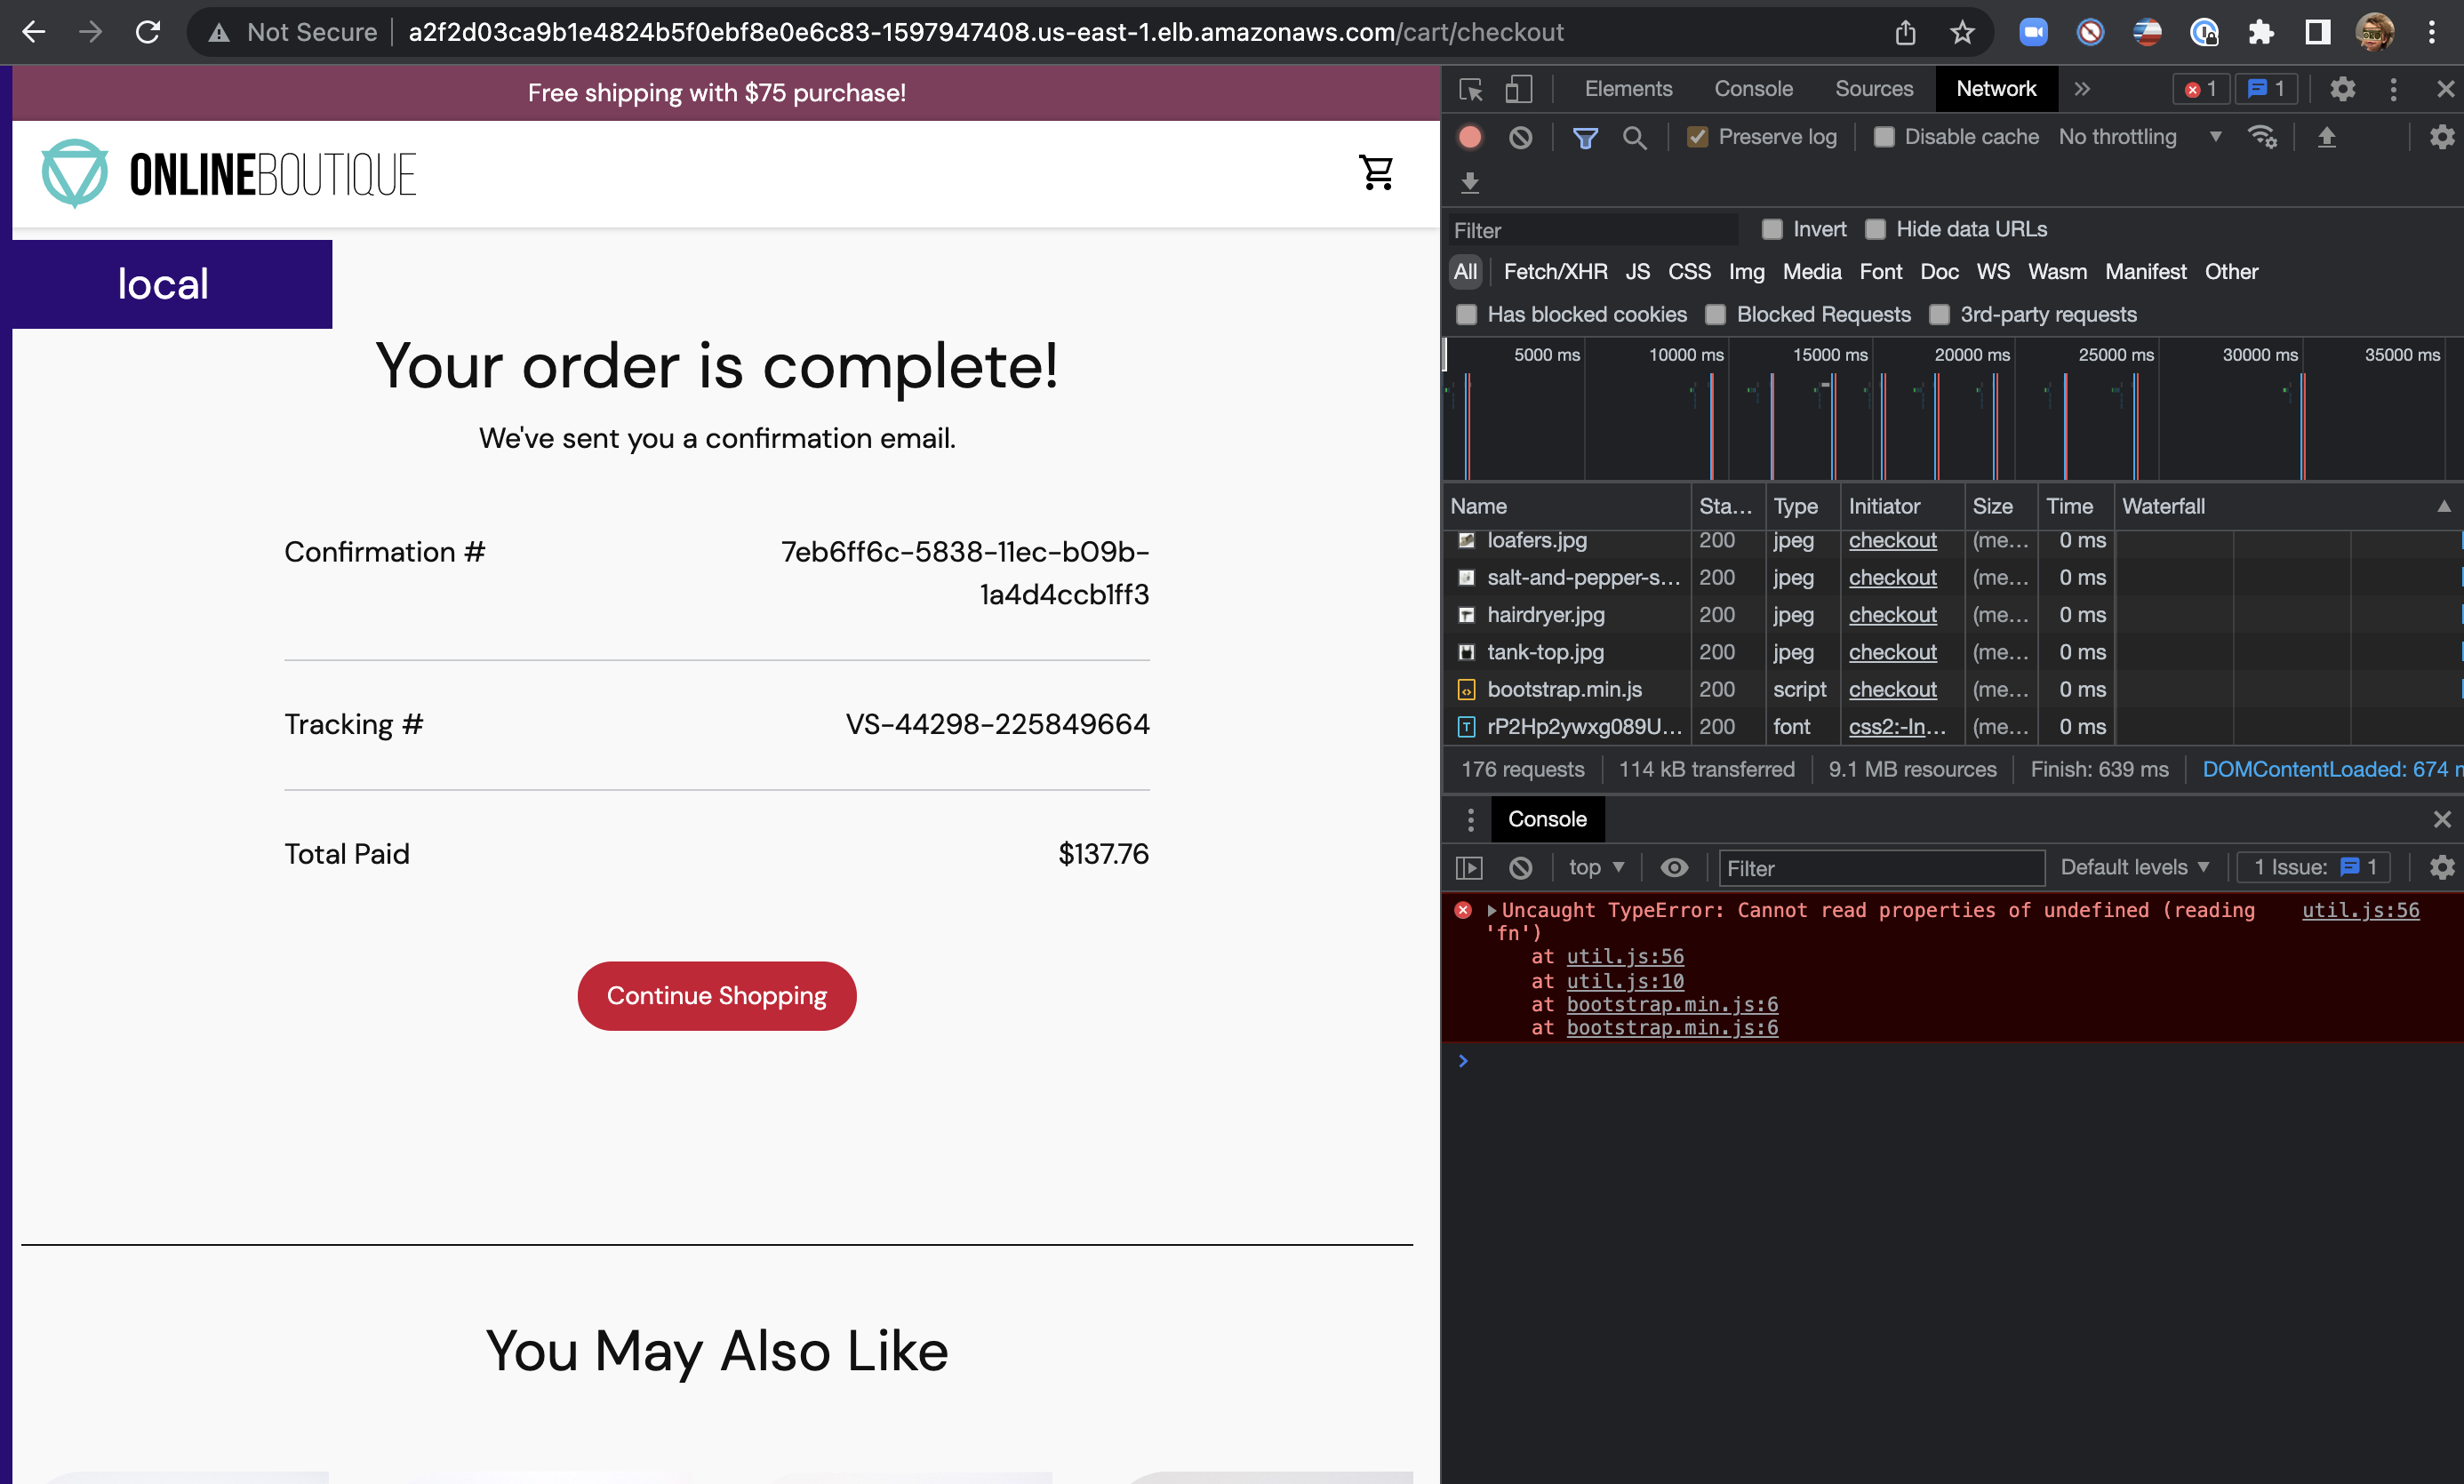 Not Secure | a2f2d03ca9b1e4824b5f0ebf8e0e6c83-1597947408.us-east-1.elb.amazonaws.com/cart/checkout
Free shipping with $75 purchase!
ONLINEBOUTIQUE
local
Your order is complete!
We've sent you a confirmation email.
Confirmation #
7eb6ff6c-5838-11ec-b09b-
1a4d4ccb1ff3
Tracking #
VS-44298-225849664
Total Paid
$137.76
Continue Shopping
You May Also Like
Elements Console Sources Network 1 1
Preserve log Disable cache No throttling
Filter Invert Hide data URLs
All Fetch/XHR JS CSS Img Media Font Doc WS Wasm Manifest Other
Has blocked cookies Blocked Requests 3rd-party requests
5000 ms 10000 ms 15000 ms 20000 ms 25000 ms 30000 ms 35000 ms
Name Sta... Type Initiator Size Time Waterfall
loafers.jpg 200 jpeg checkout (me... 0 ms
salt-and-pepper-s... 200 jpeg checkout (me... 0 ms
hairdryer.jpg 200 jpeg checkout (me... 0 ms
tank-top.jpg 200 jpeg checkout (me... 0 ms
bootstrap.min.js 200 script checkout (me... 0 ms
rP2Hp2ywxg089U... 200 font css2:-In... (me... 0 ms
176 requests 114 kB transferred 9.1 MB resources Finish: 639 ms DOMContentLoaded: 674 m
Console
top Filter Default levels 1 Issue: 1
Uncaught TypeError: Cannot read properties of undefined (reading util.js:56
'fn')
at util.js:56
at util.js:10
at bootstrap.min.js:6
at bootstrap.min.js:6